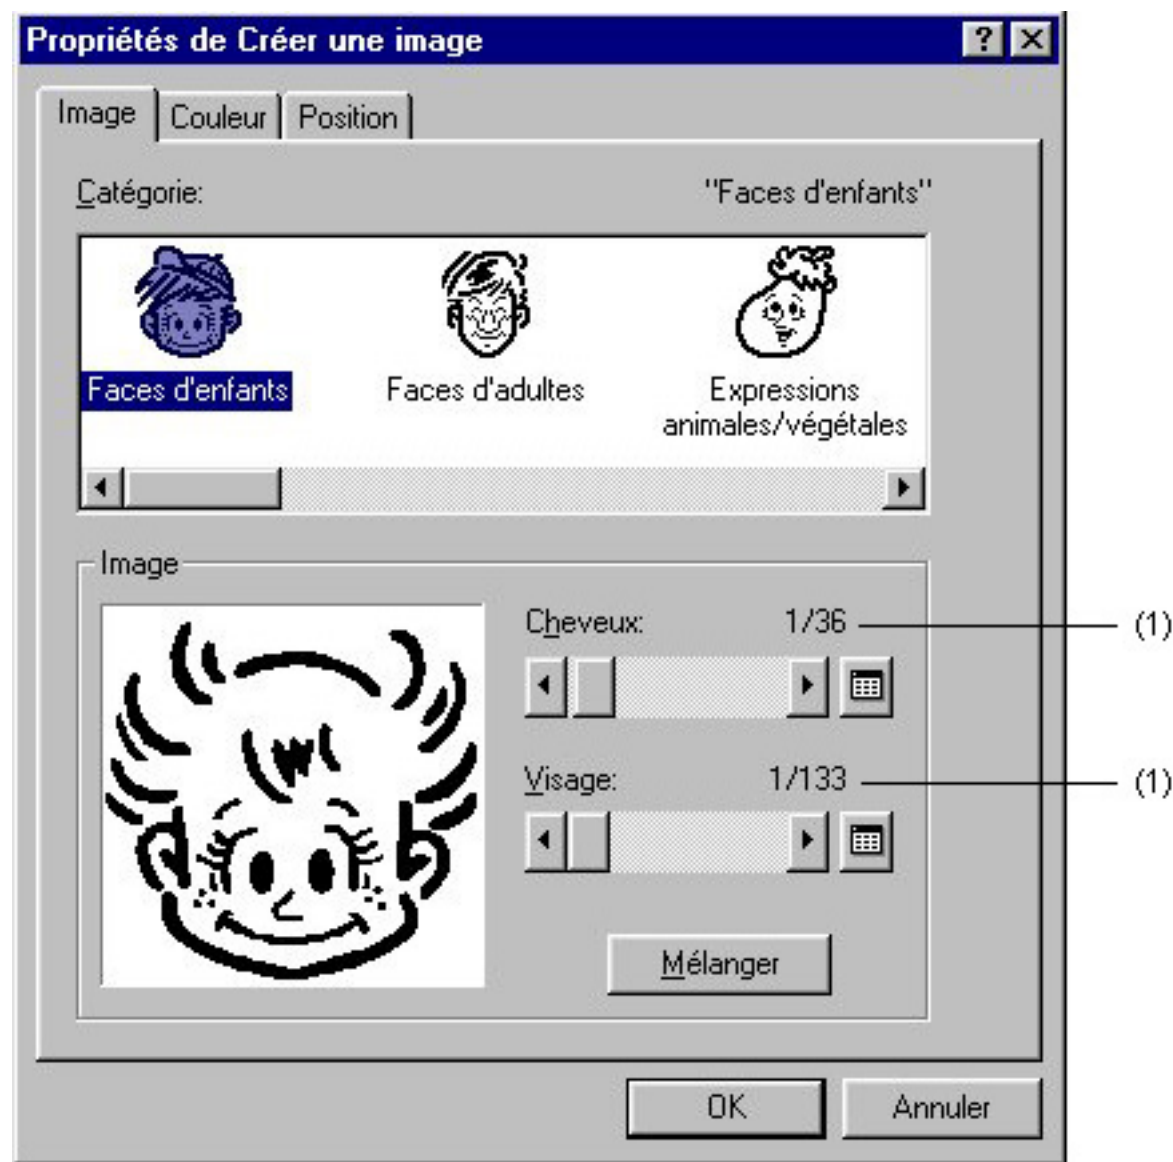 Propriétés de Créer une image
Image Couleur Position
Catégorie: "Faces d'enfants"
Faces d'enfants Faces d'adultes Expressions
animales/végétales
Image
Cheveux: 1/36 (1)
Visage: 1/133 (1)
Mélanger
OK Annuler